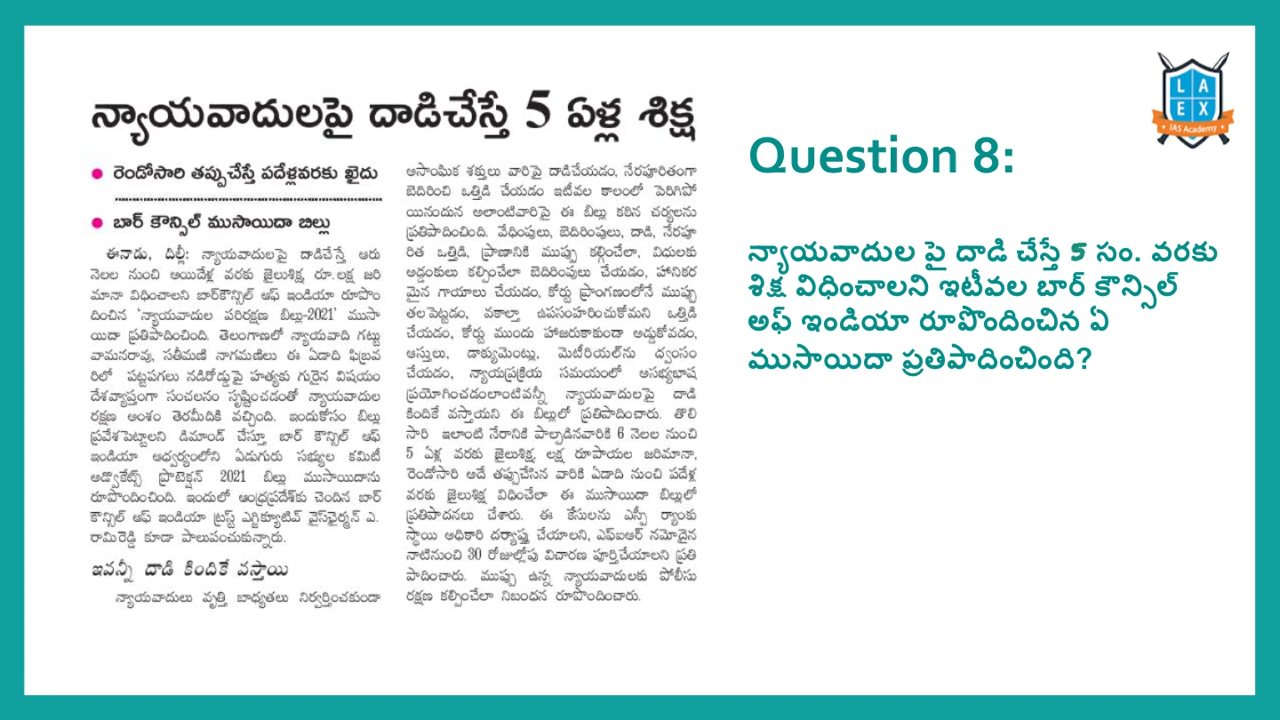 న్యాయవాదులపై దాడిచేస్తే 5 ఏళ్ల శిక్ష
● రెండోసారి తప్పుచేస్తే పదేళ్లవరకు ఖైదు
● బార్ కౌన్సిల్ ముసాయిదా బిల్లు
ఈనాడు, దిల్లీ: న్యాయవాదులపై దాడిచేస్తే ఆరు
నెలల నుంచి అయిదేళ్ల వరకు జైలుశిక్ష, రూ.లక్ష జరి
మానా విధించాలని బార్‌కౌన్సిల్ ఆఫ్ ఇండియా రూపొం
దించిన ‘న్యాయవాదుల పరిరక్షణ బిల్లు-2021’ ముసా
యిదా ప్రతిపాదించింది. తెలంగాణలో న్యాయవాది గట్టు
వామనరావు, సతీమణి నాగమణిలు ఈ ఏడాది ఫిబ్రవ
రిలో పట్టపగలు నడిరోడ్డుపై హత్యకు గురైన విషయం
దేశవ్యాప్తంగా సంచలనం సృష్టించడంతో న్యాయవాదుల
రక్షణ అంశం తెరమీదికి వచ్చింది. ఇందుకోసం బిల్లు
ప్రవేశపెట్టాలని డిమాండ్ చేస్తూ బార్ కౌన్సిల్ ఆఫ్
ఇండియా ఆధ్వర్యంలోని ఏడుగురు సభ్యుల కమిటీ
అడ్వొకేట్స్ ప్రొటెక్షన్ 2021 బిల్లు ముసాయిదాను
రూపొందించింది. ఇందులో ఆంధ్రప్రదేశ్‌కు చెందిన బార్
కౌన్సిల్ ఆఫ్ ఇండియా ట్రస్ట్ ఎగ్జిక్యూటివ్ వైస్‌ఛైర్మన్ ఎ.
రామిరెడ్డి కూడా పాలుపంచుకున్నారు.
ఇవన్నీ దాడి కిందికే వస్తాయి
న్యాయవాదులు వృత్తి బాధ్యతలు నిర్వర్తించకుండా
అసాంఘిక శక్తులు వారిపై దాడిచేయడం, నేరపూరితంగా
బెదిరించి ఒత్తిడి చేయడం ఇటీవల కాలంలో పెరిగిపో
యినందున అలాంటివారిపై ఈ బిల్లు కఠిన చర్యలను
ప్రతిపాదించింది. వేధింపులు, బెదిరింపులు, దాడి, నేరపూ
రిత ఒత్తిడి, ప్రాణానికి ముప్పు కల్గించేలా, విధులకు
అడ్డంకులు కల్పించేలా బెదిరింపులు చేయడం, హానికర
మైన గాయాలు చేయడం, కోర్టు ప్రాంగణంలోనే ముప్పు
తలపెట్టడం, వకాల్తా ఉపసంహరించుకోమని ఒత్తిడి
చేయడం, కోర్టు ముందు హాజరుకాకుండా అడ్డుకోవడం,
ఆస్తులు, డాక్యుమెంట్లు, మెటీరియల్‌ను ధ్వంసం
చేయడం, న్యాయప్రక్రియ సమయంలో అసభ్యభాష
ప్రయోగించడంలాంటివన్నీ న్యాయవాదులపై దాడి
కిందికే వస్తాయని ఈ బిల్లులో ప్రతిపాదించారు. తొలి
సారి ఇలాంటి నేరానికి పాల్పడినవారికి 6 నెలల నుంచి
5 ఏళ్ల వరకు జైలుశిక్ష, లక్ష రూపాయల జరిమానా,
రెండోసారి అదే తప్పుచేసిన వారికి ఏడాది నుంచి పదేళ్ల
వరకు జైలుశిక్ష విధించేలా ఈ ముసాయిదా బిల్లులో
ప్రతిపాదనలు చేశారు. ఈ కేసులను ఎస్పీ ర్యాంకు
స్థాయి అధికారి దర్యాప్తు చేయాలని, ఎఫ్ఐఆర్ నమోదైన
నాటినుంచి 30 రోజుల్లోపు విచారణ పూర్తిచేయాలని ప్రతి
పాదించారు. ముప్పు ఉన్న న్యాయవాదులకు పోలీసు
రక్షణ కల్పించేలా నిబంధన రూపొందించారు.
L A
E X
IAS Academy
Question 8:
న్యాయవాదుల పై దాడి చేస్తే 5 సం. వరకు
శిక్ష విధించాలని ఇటీవల బార్ కౌన్సిల్
అఫ్ ఇండియా రూపొందించిన ఏ
ముసాయిదా ప్రతిపాదించింది?